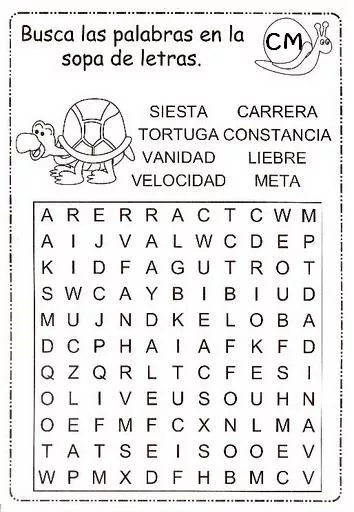 Busca las palabras en la
sopa de letras.
CM
SIESTA CARRERA
TORTUGA CONSTANCIA
VANIDAD LIEBRE
VELOCIDAD META
A R E R R A C T C W M
A I J V A L W C D E P
K I D F A G U T R O T
S W C A Y B I B I U D
M U J N D K E L O B A
D C P H A I A F K F D
Q Z Q R L T C F E S I
O L I V E U S O U H N
O E F M F C X N L M A
T A T S E I S O O E V
W P M X D F H B M C V